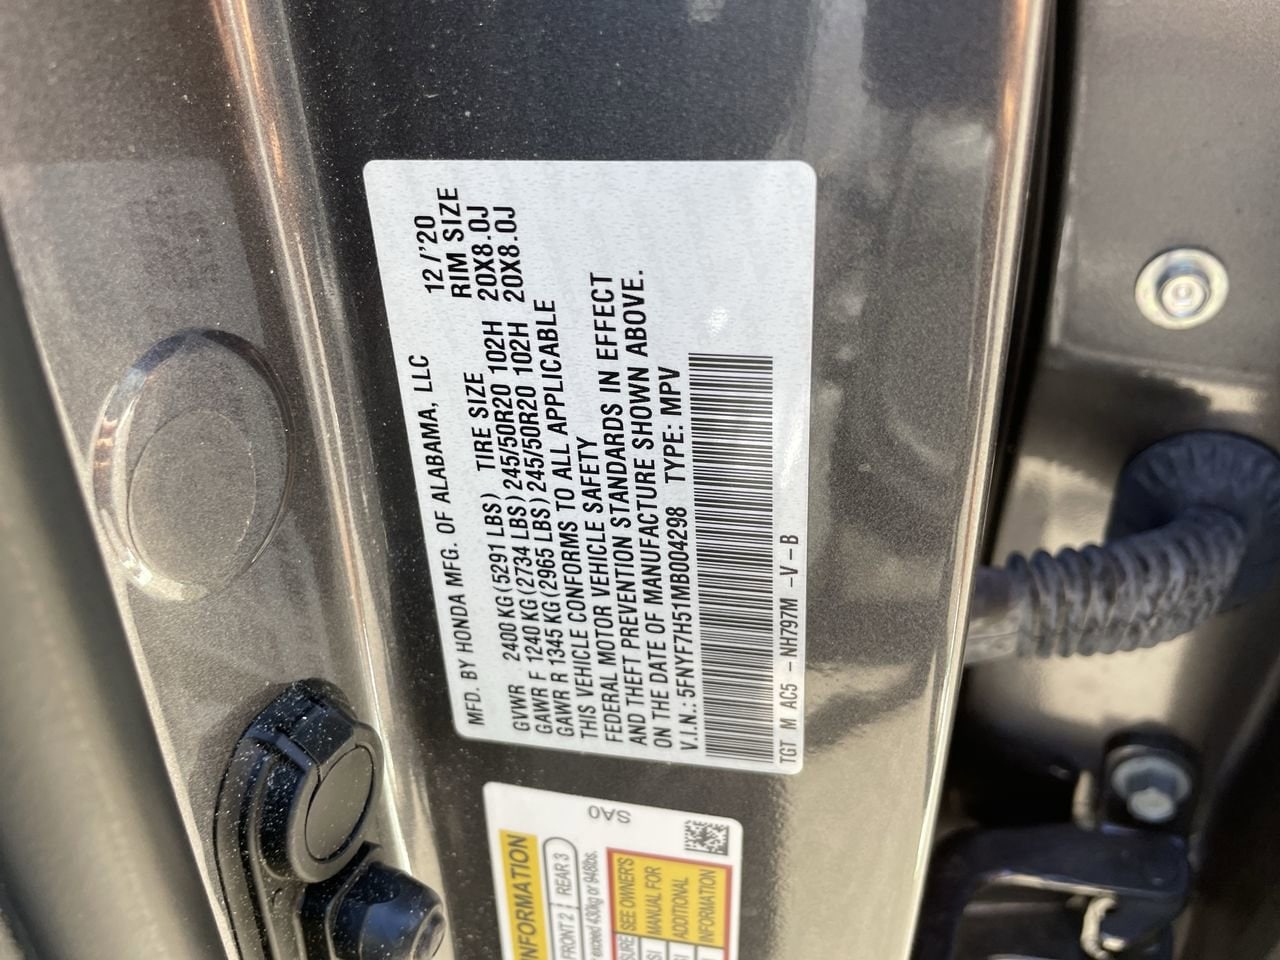 MFD. BY HONDA MFG. OF ALABAMA, LLC 12/'20
GVWR 2400 KG (5291 LBS) TIRE SIZE RIM SIZE
GAWR F 1240 KG (2734 LBS) 245/50R20 102H 20X8.0J
GAWR R 1345 KG (2965 LBS) 245/50R20 102H 20X8.0J
THIS VEHICLE CONFORMS TO ALL APPLICABLE
FEDERAL MOTOR VEHICLE SAFETY
AND THEFT PREVENTION STANDARDS IN EFFECT
ON THE DATE OF MANUFACTURE SHOWN ABOVE.
V.I.N.: 5FNYF7H51MB004298 TYPE: MPV
TGT M AC5 - NH797M -V-B
SA0
INFORMATION
FRONT 2 REAR 3
exceed 430kg or 948lbs.
SEE OWNER'S
MANUAL FOR
ADDITIONAL
INFORMATION